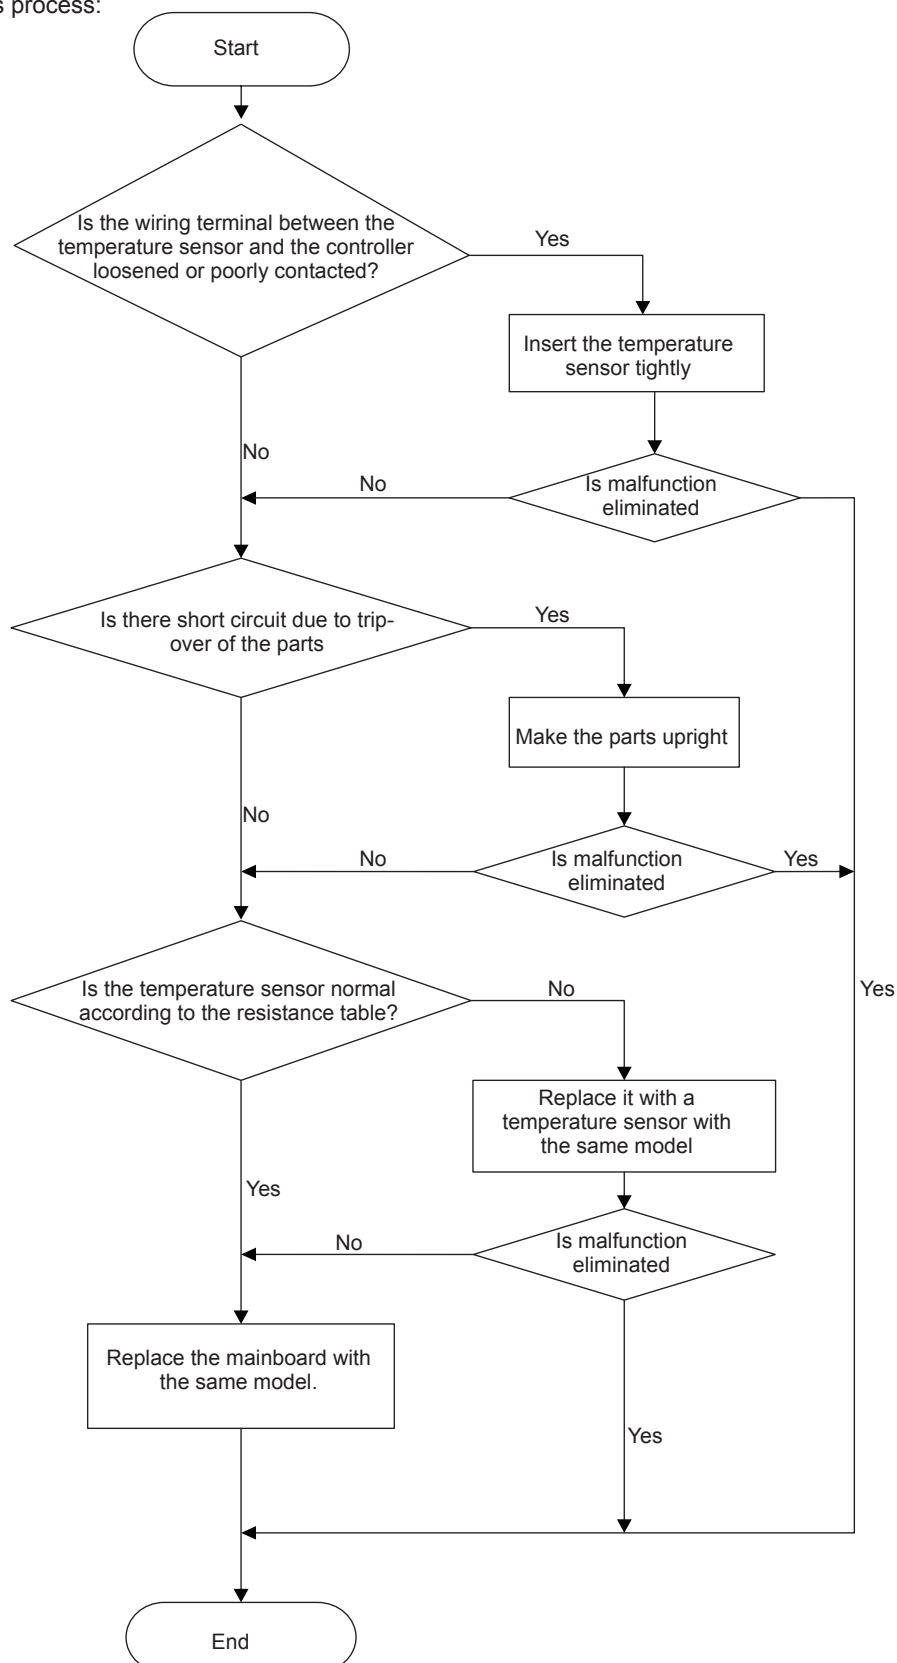 s process:
Start
Is the wiring terminal between the
temperature sensor and the controller
loosened or poorly contacted?
Yes
Insert the temperature
sensor tightly
No
No
Is malfunction
eliminated
Is there short circuit due to trip-
over of the parts
Yes
Make the parts upright
No
No
Is malfunction
eliminated
Yes
Is the temperature sensor normal
according to the resistance table?
No
Yes
Replace it with a
temperature sensor with
the same model
Yes
No
Is malfunction
eliminated
Replace the mainboard with
the same model.
Yes
End